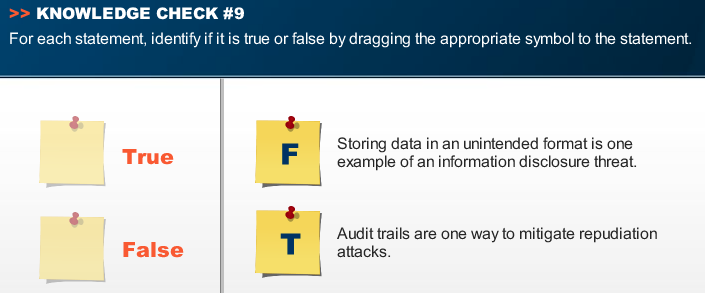 >> KNOWLEDGE CHECK #9
For each statement, identify if it is true or false by dragging the appropriate symbol to the statement.
True
False
F
Storing data in an unintended format is one
example of an information disclosure threat.
T
Audit trails are one way to mitigate repudiation
attacks.